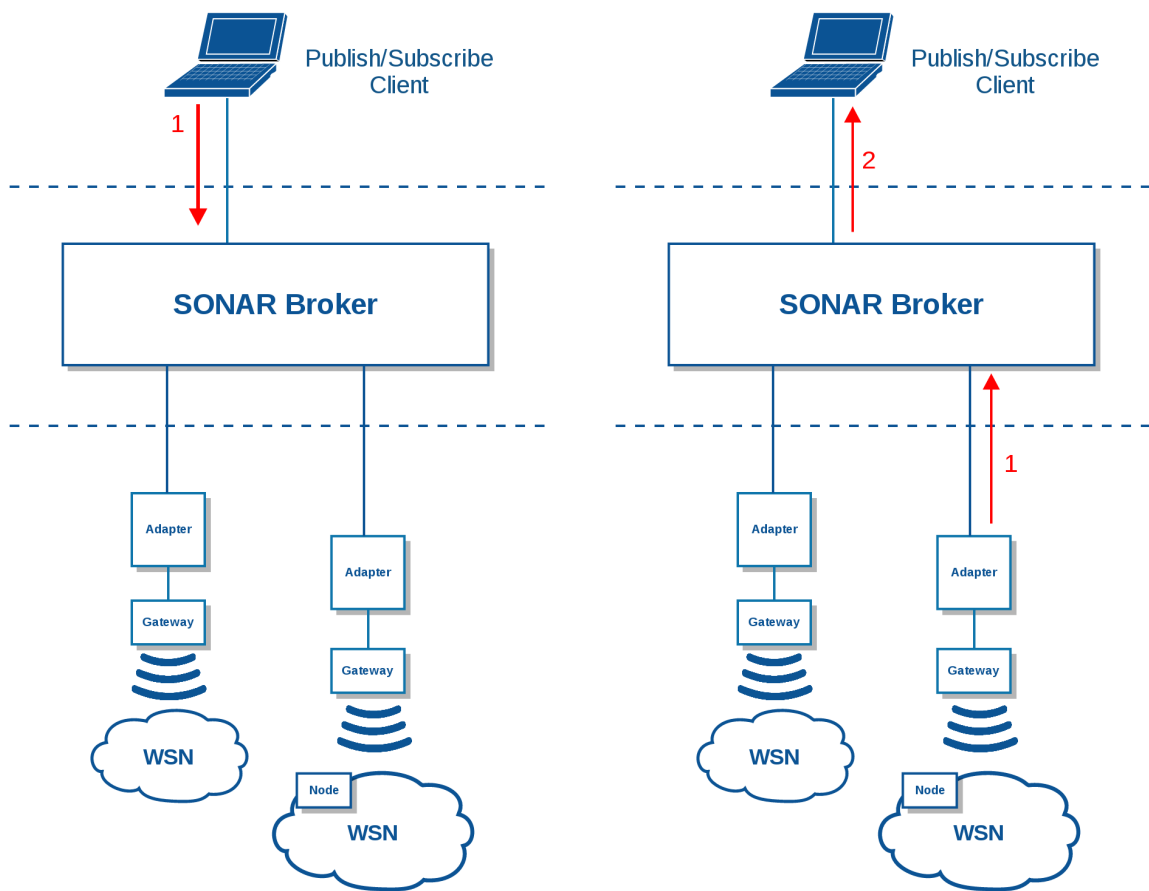 Publish/Subscribe
Client
1
SONAR Broker
Adapter
Adapter
Gateway
Gateway
WSN
Node
WSN
Publish/Subscribe
Client
2
SONAR Broker
1
Adapter
Adapter
Gateway
Gateway
WSN
Node
WSN